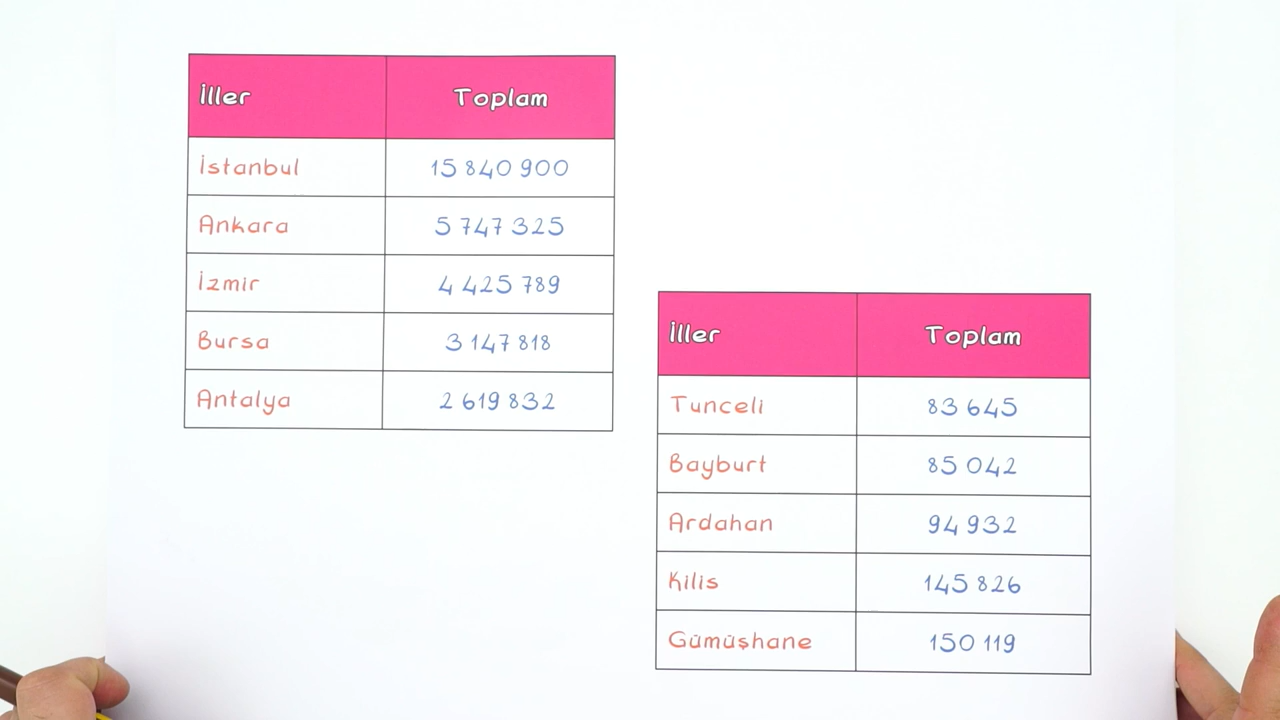 İller Toplam
İstanbul 15 840 900
Ankara 5 747 325
İzmir 4 425 789
Bursa 3 147 818
Antalya 2 619 832
İller Toplam
Tunceli 83 645
Bayburt 85 042
Ardahan 94 932
Kilis 145 826
Gümüşhane 150 119